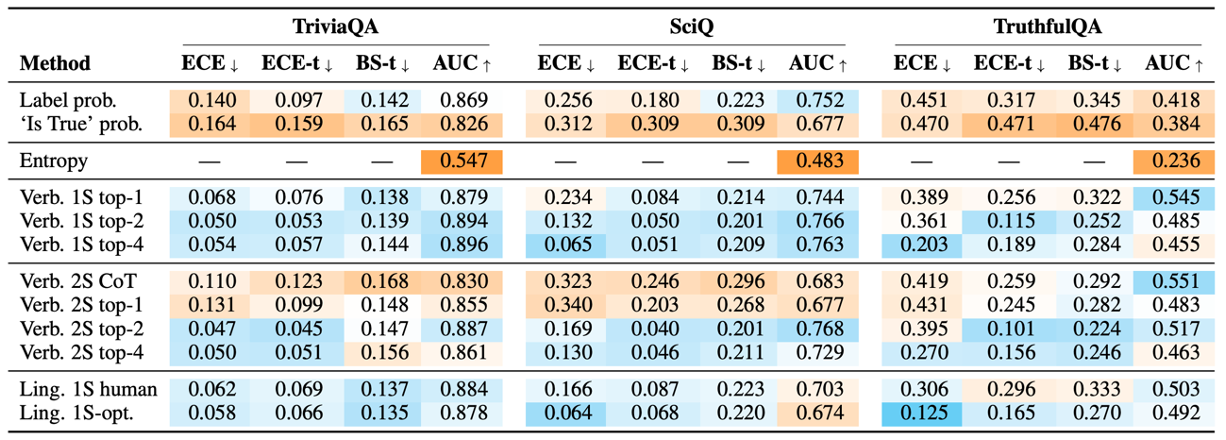 TriviaQA SciQ TruthfulQA
Method ECE ↓ ECE-t ↓ BS-t ↓ AUC ↑ ECE ↓ ECE-t ↓ BS-t ↓ AUC ↑ ECE ↓ ECE-t ↓ BS-t ↓ AUC ↑
Label prob. 0.140 0.097 0.142 0.869 0.256 0.180 0.223 0.752 0.451 0.317 0.345 0.418
‘Is True’ prob. 0.164 0.159 0.165 0.826 0.312 0.309 0.309 0.677 0.470 0.471 0.476 0.384
Entropy — — — 0.547 — — — 0.483 — — — 0.236
Verb. 1S top-1 0.068 0.076 0.138 0.879 0.234 0.084 0.214 0.744 0.389 0.256 0.322 0.545
Verb. 1S top-2 0.050 0.053 0.139 0.894 0.132 0.050 0.201 0.766 0.361 0.115 0.252 0.485
Verb. 1S top-4 0.054 0.057 0.144 0.896 0.065 0.051 0.209 0.763 0.203 0.189 0.284 0.455
Verb. 2S CoT 0.110 0.123 0.168 0.830 0.323 0.246 0.296 0.683 0.419 0.259 0.292 0.551
Verb. 2S top-1 0.131 0.099 0.148 0.855 0.340 0.203 0.268 0.677 0.431 0.245 0.282 0.483
Verb. 2S top-2 0.047 0.045 0.147 0.887 0.169 0.040 0.201 0.768 0.395 0.101 0.224 0.517
Verb. 2S top-4 0.050 0.051 0.156 0.861 0.130 0.046 0.211 0.729 0.270 0.156 0.246 0.463
Ling. 1S human 0.062 0.069 0.137 0.884 0.166 0.087 0.223 0.703 0.306 0.296 0.333 0.503
Ling. 1S-opt. 0.058 0.066 0.135 0.878 0.064 0.068 0.220 0.674 0.125 0.165 0.270 0.492